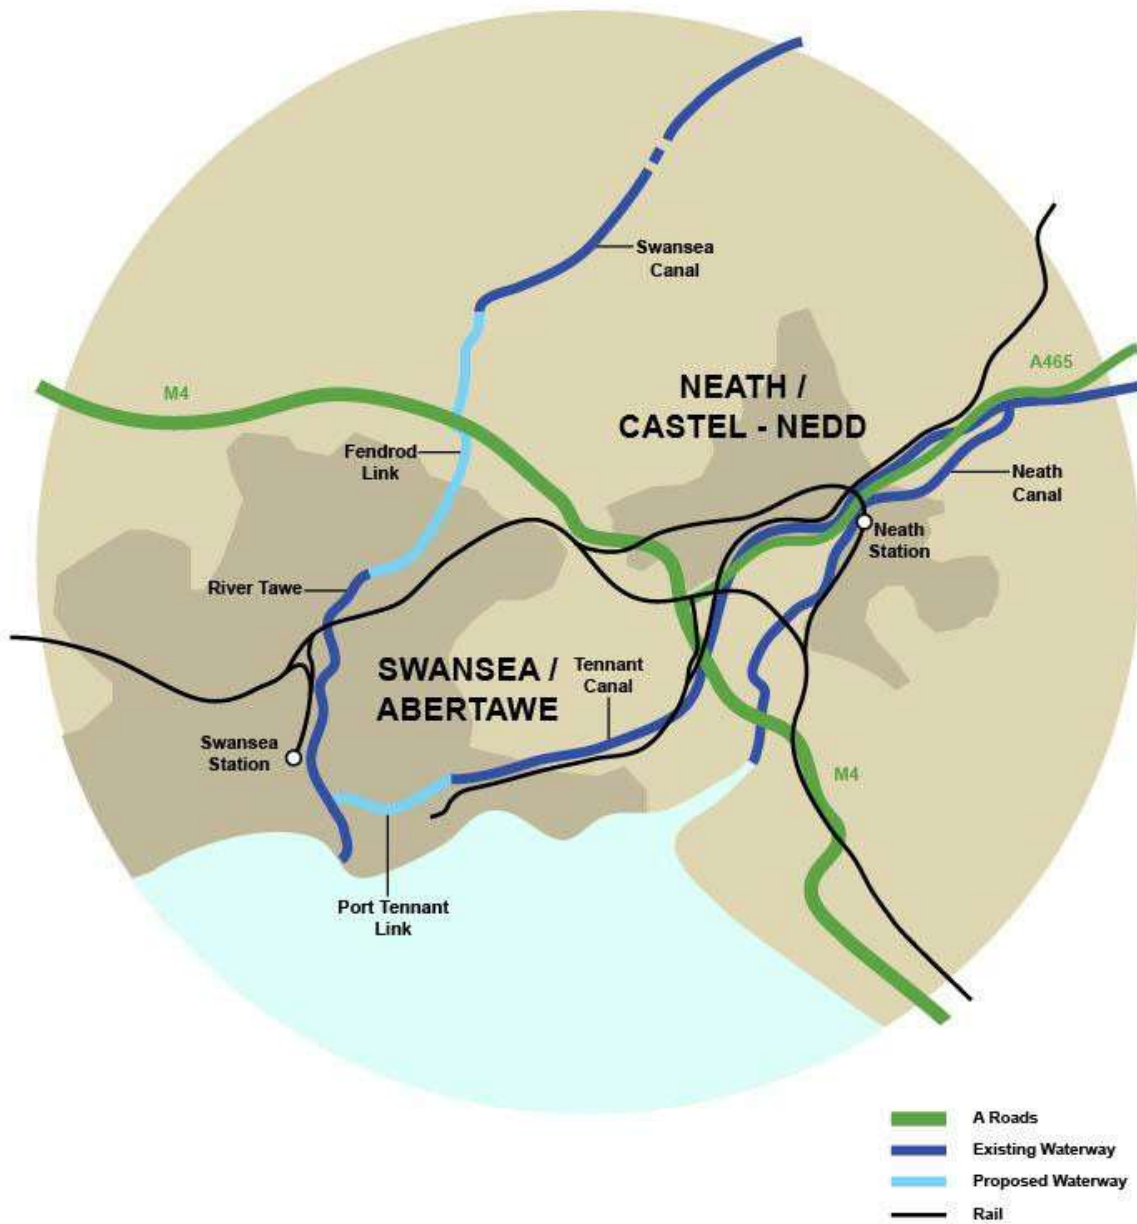 Swansea
Canal
M4
A465
NEATH /
CASTEL - NEDD
Fendrod
Link
Neath
Canal
Neath
Station
River Tawe
SWANSEA /
ABERTAWE
Tennant
Canal
Swansea
Station
M4
Port Tennant
Link
A Roads
Existing Waterway
Proposed Waterway
Rail